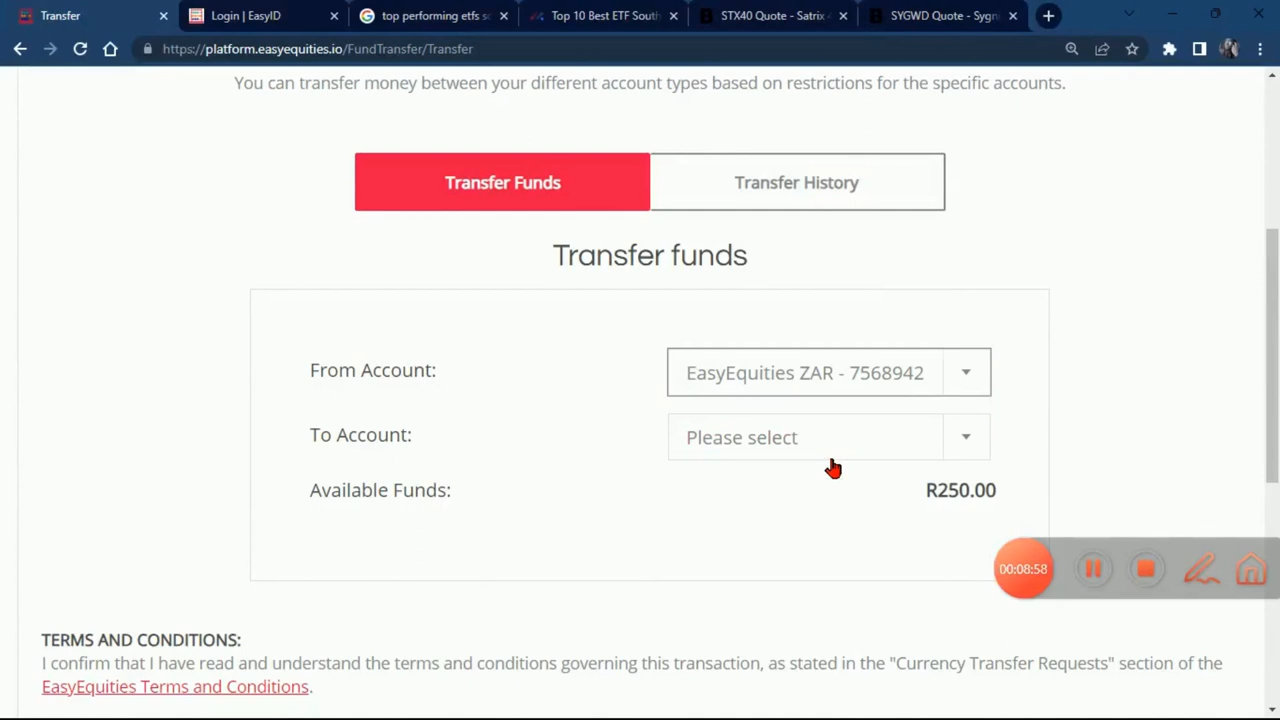 Transfer
Login | EasyID
top performing etfs sc
Top 10 Best ETF South
STX40 Quote - Satrix 4
SYGWD Quote - Sygn
https://platform.easyequities.io/FundTransfer/Transfer
You can transfer money between your different account types based on restrictions for the specific accounts.
Transfer Funds
Transfer History
Transfer funds
From Account:
EasyEquities ZAR - 7568942
To Account:
Please select
Available Funds:
R250.00
00:08:58
TERMS AND CONDITIONS:
I confirm that I have read and understand the terms and conditions governing this transaction, as stated in the "Currency Transfer Requests" section of the
EasyEquities Terms and Conditions.